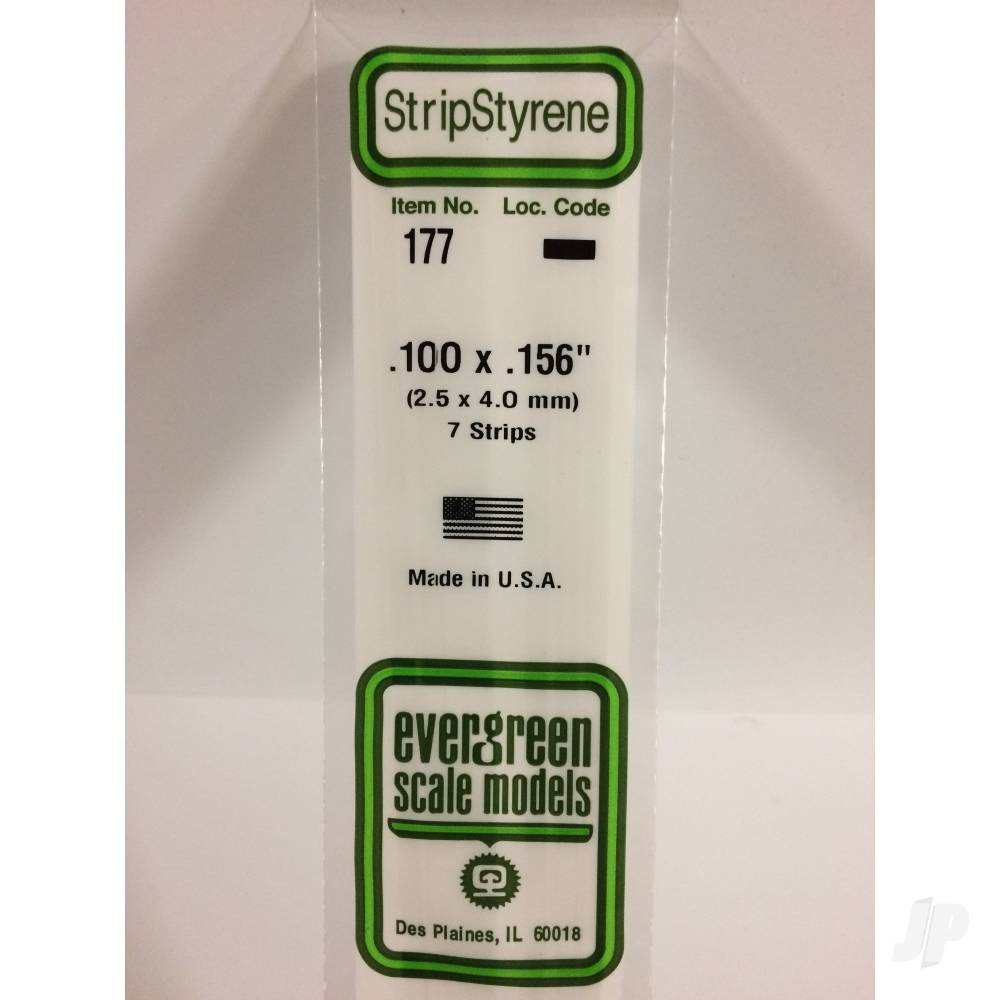 StripStyrene
Item No. Loc. Code
177
.100 x .156"
(2.5 x 4.0 mm)
7 Strips
Made in U.S.A.
evergreen
scale models
Des Plaines, IL 60018
JP